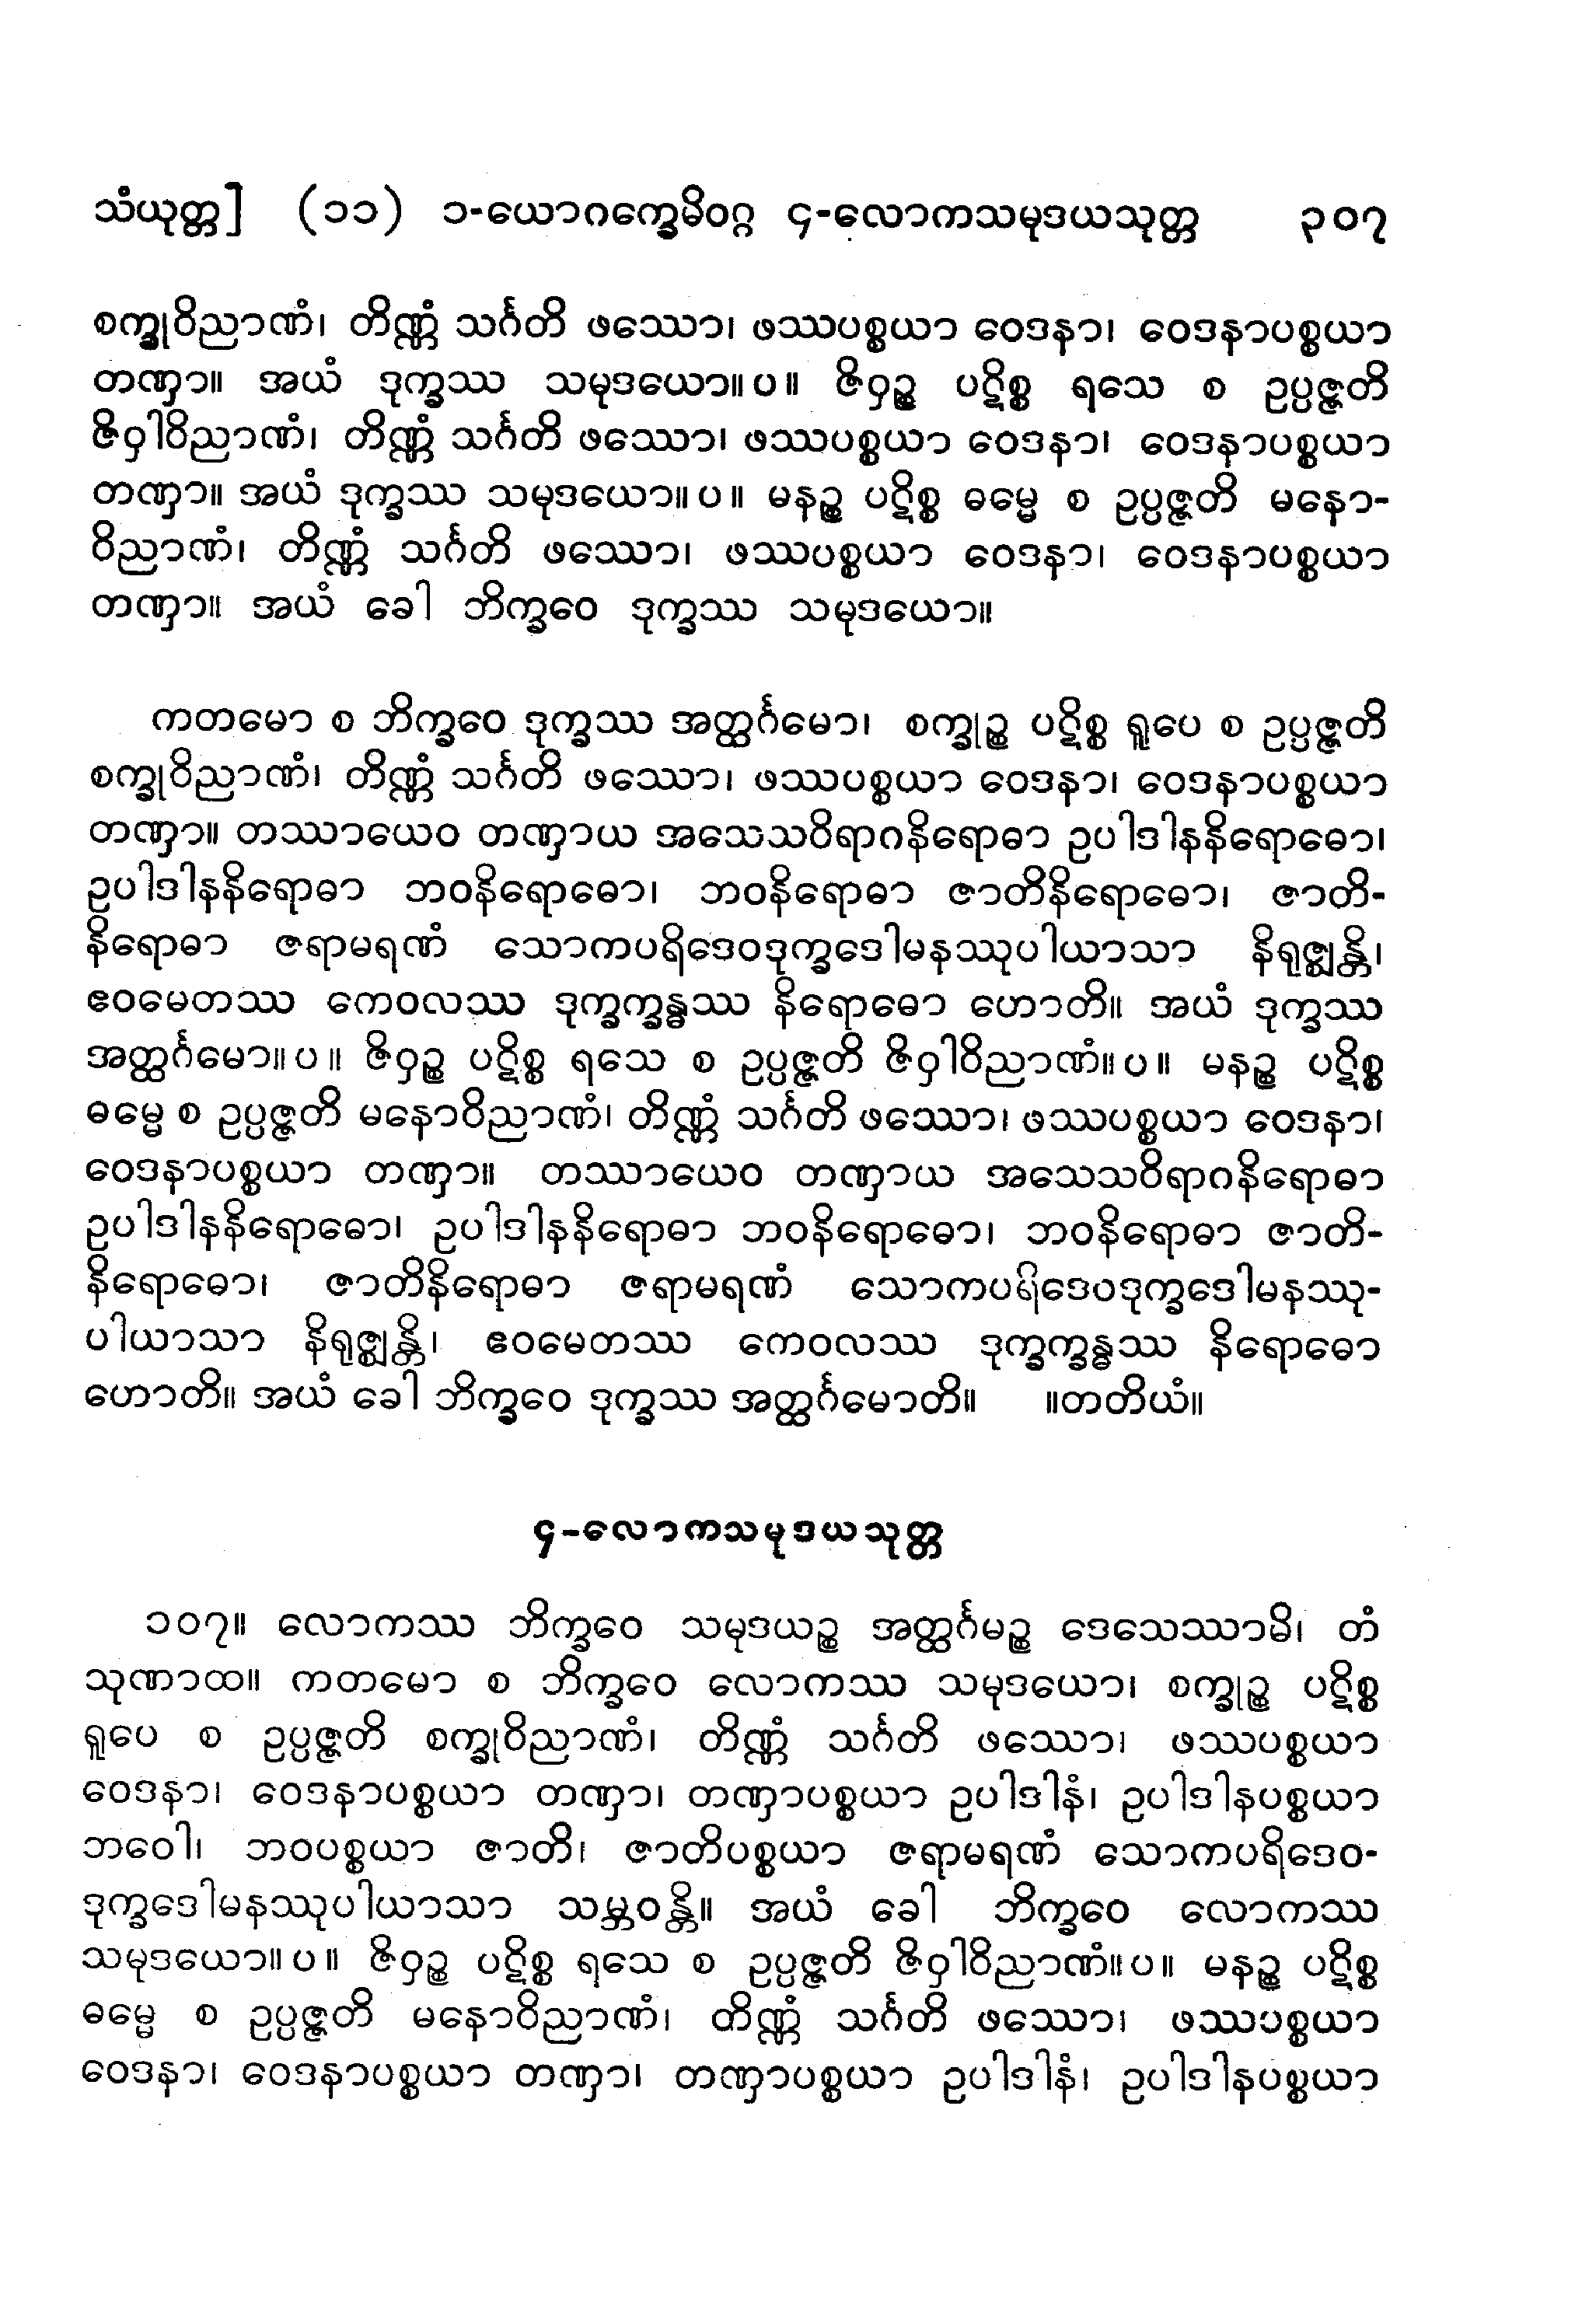 သံယုတ္တ] (၁၁) ၁-ယောဂက္ခေမိဝဂ္ဂ ၄-လောကသမုဒယသုတ္တ ၃၀၇
စက္ခုဝိညာဏံ၊ တိဏ္ဏံ သင်္ဂတိ ဖဿော၊ ဖဿပစ္စယာ ဝေဒနာ၊ ဝေဒနာပစ္စယာ
တဏှာ။ အယံ ဒုက္ခဿ သမုဒယော။ပ။ ဇိဝှဉ္စ ပဋိစ္စ ရသေ စ ဥပ္ပဇ္ဇတိ
ဇိဝှါဝိညာဏံ၊ တိဏ္ဏံ သင်္ဂတိ ဖဿော၊ ဖဿပစ္စယာ ဝေဒနာ၊ ဝေဒနာပစ္စယာ
တဏှာ။ အယံ ဒုက္ခဿ သမုဒယော။ပ။ မနဉ္စ ပဋိစ္စ ဓမ္မေ စ ဥပ္ပဇ္ဇတိ မနော-
ဝိညာဏံ၊ တိဏ္ဏံ သင်္ဂတိ ဖဿော၊ ဖဿပစ္စယာ ဝေဒနာ၊ ဝေဒနာပစ္စယာ
တဏှာ။ အယံ ခေါ ဘိက္ခဝေ ဒုက္ခဿ သမုဒယော။
ကတမော စ ဘိက္ခဝေ ဒုက္ခဿ အတ္ထင်္ဂမော၊ စက္ခုဉ္စ ပဋိစ္စ ရူပေ စ ဥပ္ပဇ္ဇတိ
စက္ခုဝိညာဏံ၊ တိဏ္ဏံ သင်္ဂတိ ဖဿော၊ ဖဿပစ္စယာ ဝေဒနာ၊ ဝေဒနာပစ္စယာ
တဏှာ။ တဿာယေဝ တဏှာယ အသေသဝိရာဂနိရောဓာ ဥပါဒါနနိရောဓော၊
ဥပါဒါနနိရောဓာ ဘဝနိရောဓော၊ ဘဝနိရောဓာ ဇာတိနိရောဓော၊ ဇာတိ-
နိရောဓာ ဇရာမရဏံ သောကပရိဒေဝဒုက္ခဒေါမနဿုပါယာသာ နိရုဇ္ဈန္တိ၊
ဧဝမေတဿ ကေဝလဿ ဒုက္ခက္ခန္ဓဿ နိရောဓော ဟောတိ။ အယံ ဒုက္ခဿ
အတ္ထင်္ဂမော။ပ။ ဇိဝှဉ္စ ပဋိစ္စ ရသေ စ ဥပ္ပဇ္ဇတိ ဇိဝှါဝိညာဏံ။ပ။ မနဉ္စ ပဋိစ္စ
ဓမ္မေ စ ဥပ္ပဇ္ဇတိ မနောဝိညာဏံ၊ တိဏ္ဏံ သင်္ဂတိ ဖဿော၊ ဖဿပစ္စယာ ဝေဒနာ၊
ဝေဒနာပစ္စယာ တဏှာ။ တဿာယေဝ တဏှာယ အသေသဝိရာဂနိရောဓာ
ဥပါဒါနနိရောဓော၊ ဥပါဒါနနိရောဓာ ဘဝနိရောဓော၊ ဘဝနိရောဓာ ဇာတိ-
နိရောဓော၊ ဇာတိနိရောဓာ ဇရာမရဏံ သောကပရိဒေဝဒုက္ခဒေါမနဿု-
ပါယာသာ နိရုဇ္ဈန္တိ၊ ဧဝမေတဿ ကေဝလဿ ဒုက္ခက္ခန္ဓဿ နိရောဓော
ဟောတိ။ အယံ ခေါ ဘိက္ခဝေ ဒုက္ခဿ အတ္ထင်္ဂမောတိ။ ။တတိယံ။
၄-လောကသမုဒယသုတ္တ
၁၀၇။ လောကဿ ဘိက္ခဝေ သမုဒယဉ္စ အတ္ထင်္ဂမဉ္စ ဒေသေဿာမိ၊ တံ
သုဏာထ။ ကတမော စ ဘိက္ခဝေ လောကဿ သမုဒယော၊ စက္ခုဉ္စ ပဋိစ္စ
ရူပေ စ ဥပ္ပဇ္ဇတိ စက္ခုဝိညာဏံ၊ တိဏ္ဏံ သင်္ဂတိ ဖဿော၊ ဖဿပစ္စယာ
ဝေဒနာ၊ ဝေဒနာပစ္စယာ တဏှာ၊ တဏှာပစ္စယာ ဥပါဒါနံ၊ ဥပါဒါနပစ္စယာ
ဘဝေါ၊ ဘဝပစ္စယာ ဇာတိ၊ ဇာတိပစ္စယာ ဇရာမရဏံ သောကပရိဒေဝ-
ဒုက္ခဒေါမနဿုပါယာသာ သမ္ဘဝန္တိ။ အယံ ခေါ ဘိက္ခဝေ လောကဿ
သမုဒယော။ပ။ ဇိဝှဉ္စ ပဋိစ္စ ရသေ စ ဥပ္ပဇ္ဇတိ ဇိဝှါဝိညာဏံ။ပ။ မနဉ္စ ပဋိစ္စ
ဓမ္မေ စ ဥပ္ပဇ္ဇတိ မနောဝိညာဏံ၊ တိဏ္ဏံ သင်္ဂတိ ဖဿော၊ ဖဿပစ္စယာ
ဝေဒနာ၊ ဝေဒနာပစ္စယာ တဏှာ၊ တဏှာပစ္စယာ ဥပါဒါနံ၊ ဥပါဒါနပစ္စယာ